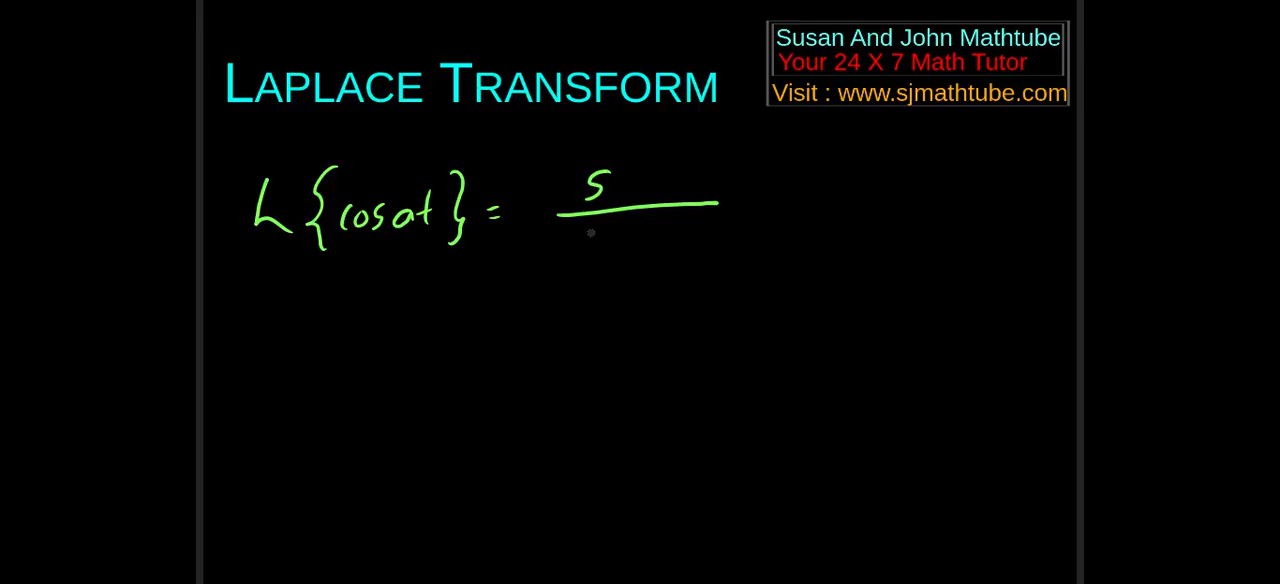 Susan And John Mathtube
Your 24 X 7 Math Tutor
Visit : www.sjmathtube.com
LAPLACE TRANSFORM
L{cosat} = s/